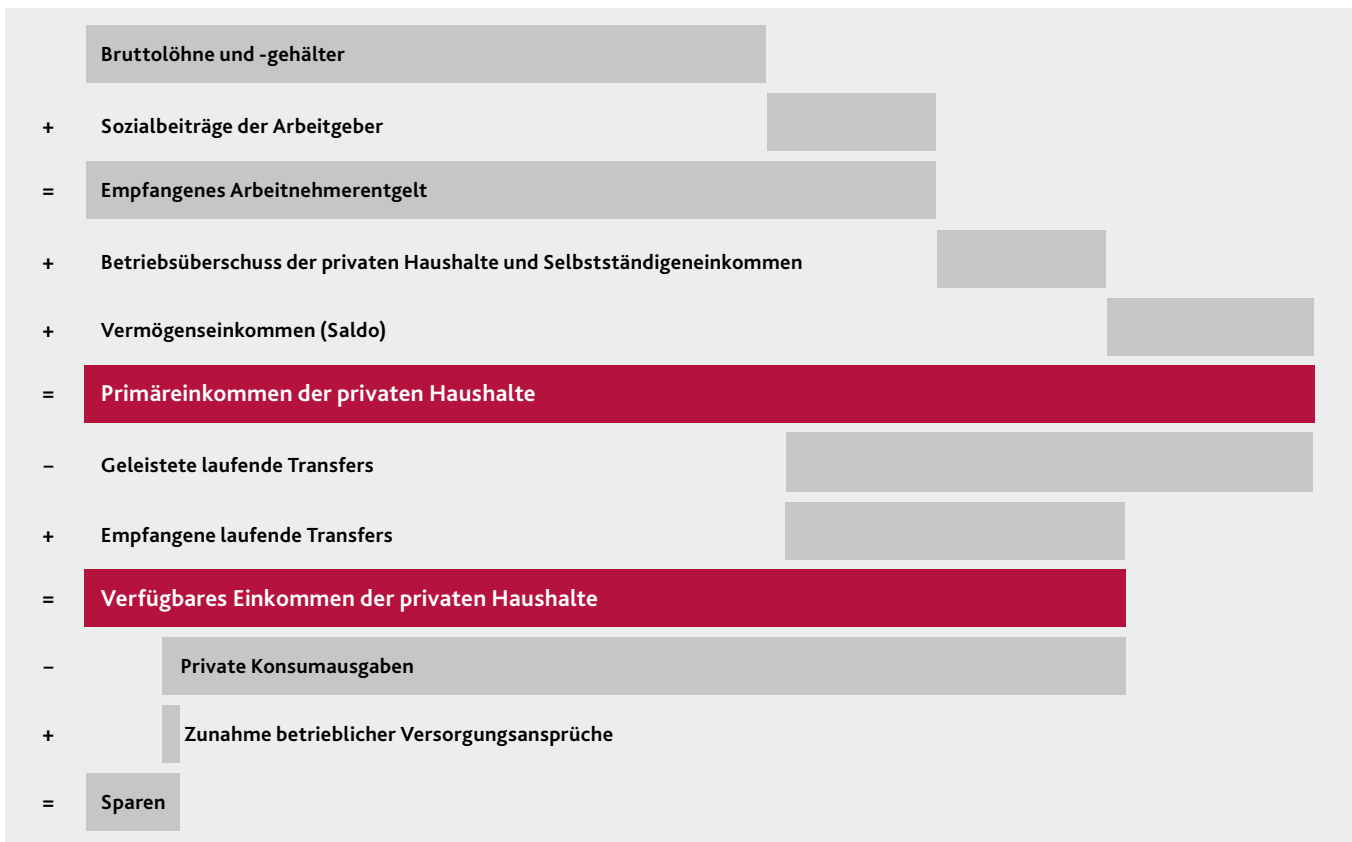 Bruttolöhne und -gehälter
+ Sozialbeiträge der Arbeitgeber
= Empfangenes Arbeitnehmerentgelt
+ Betriebsüberschuss der privaten Haushalte und Selbstständigeneinkommen
+ Vermögenseinkommen (Saldo)
= Primäreinkommen der privaten Haushalte
– Geleistete laufende Transfers
+ Empfangene laufende Transfers
= Verfügbares Einkommen der privaten Haushalte
– Private Konsumausgaben
+ Zunahme betrieblicher Versorgungsansprüche
= Sparen